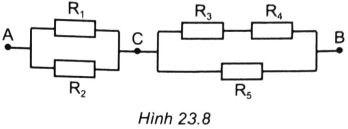 R₁ R₃ R₄
A C B
R₂ R₅
Hình 23.8